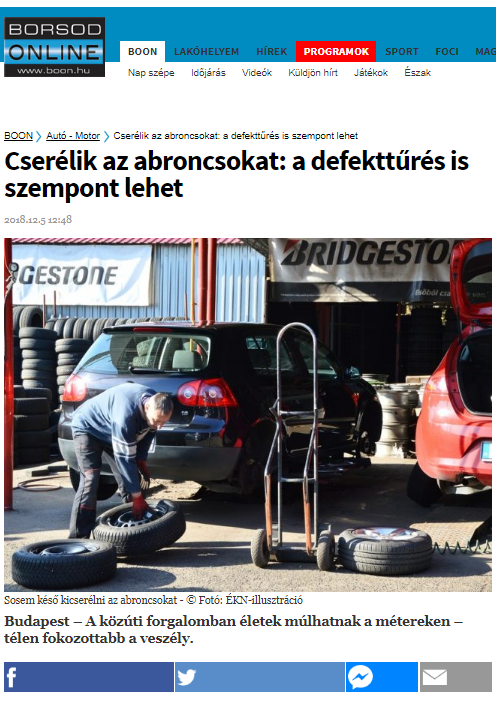 BORSOD
ONLINE
www.boon.hu
BOON LAKÓHELYEM HÍREK PROGRAMOK SPORT FOCI MAG
Nap szépe Időjárás Videók Küldjön hírt Játékok Észak
BOON Autó - Motor Cserélik az abroncsokat: a defekttűrés is szempont lehet
Cserélik az abroncsokat: a defekttűrés is
szempont lehet
2018.12.5 12:48
GESTONE
BRIDGESTONE
Sosem késő kicserélni az abroncsokat - © Fotó: ÉKN-illusztráció
Budapest – A közúti forgalomban életek múlhatnak a métereken –
télen fokozottabb a veszély.